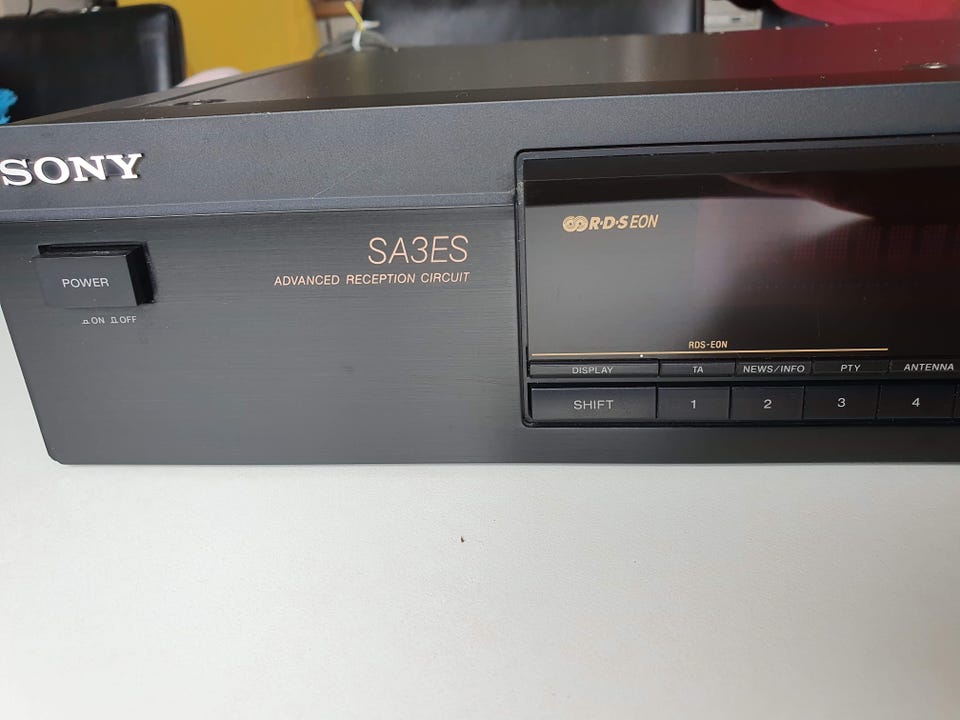 SONY
POWER
ON OFF
SA3ES
ADVANCED RECEPTION CIRCUIT
R·D·S EON
RDS-EON
DISPLAY TA NEWS/INFO PTY ANTENNA
SHIFT 1 2 3 4